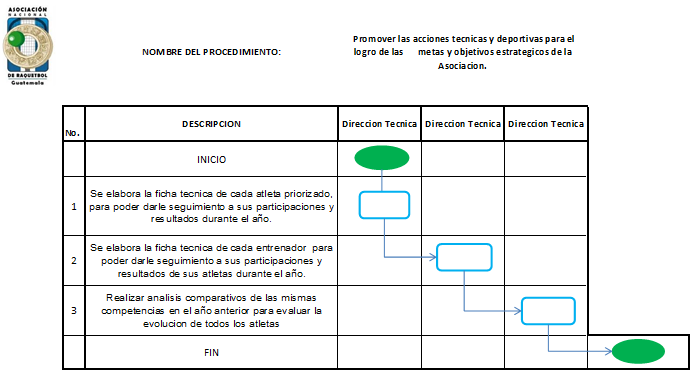 ASOCIACIÓN
NACIONAL
DE RAQUETBOL
Guatemala
NOMBRE DEL PROCEDIMIENTO:
Promover las acciones tecnicas y deportivas para el
logro de las metas y objetivos estrategicos de la
Asociacion.
No.
DESCRIPCION
Direccion Tecnica
Direccion Tecnica
Direccion Tecnica
INICIO
1
Se elabora la ficha tecnica de cada atleta priorizado,
para poder darle seguimiento a sus participaciones y
resultados durante el año.
2
Se elabora la ficha tecnica de cada entrenador para
poder darle seguimiento a sus participaciones y
resultados de sus atletas durante el año.
3
Realizar analisis comparativos de las mismas
competencias en el año anterior para evaluar la
evolucion de todos los atletas
FIN